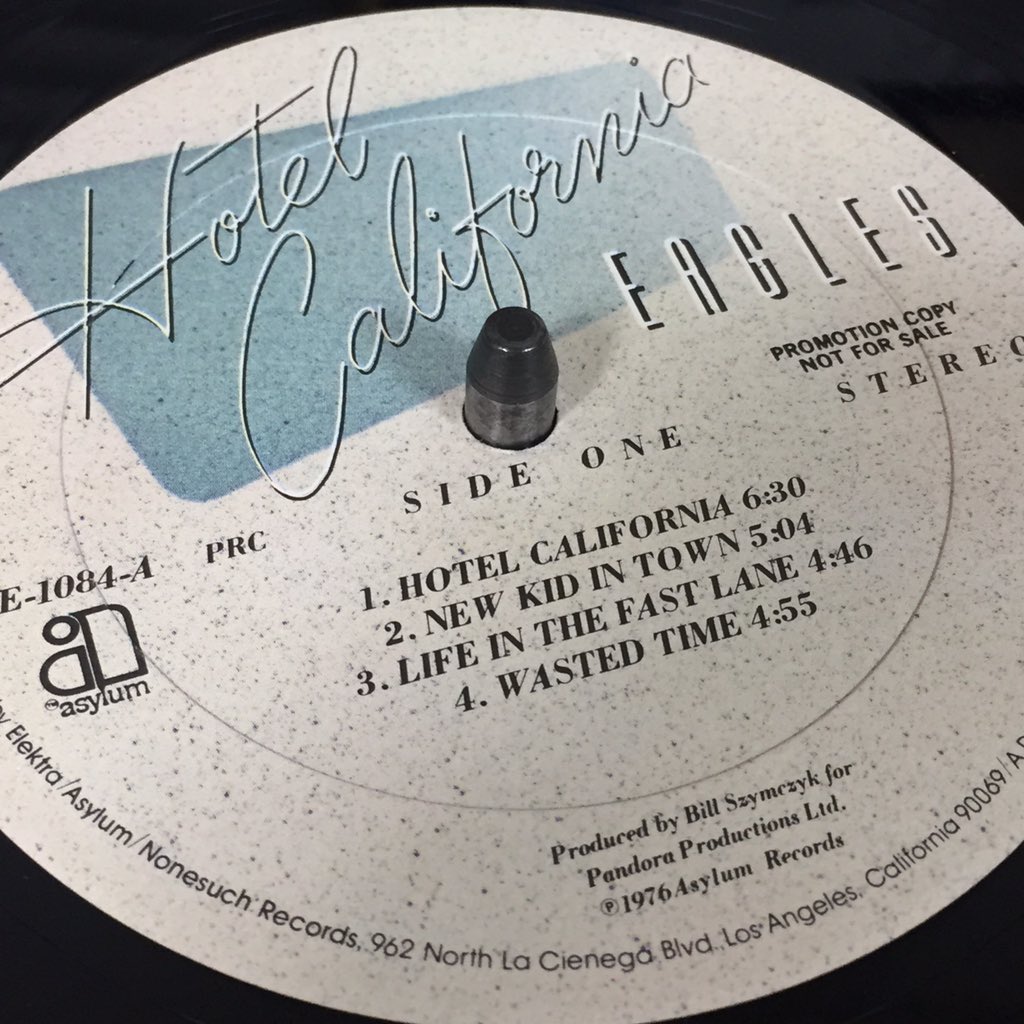 Hotel
California
EAGLES
PROMOTION COPY
NOT FOR SALE
STEREO
SIDE ONE
E-1084-A PRC
asylum
1. HOTEL CALIFORNIA 6:30
2. NEW KID IN TOWN 5:04
3. LIFE IN THE FAST LANE 4:46
4. WASTED TIME 4:55
Produced by Bill Szymczyk for
Pandora Productions Ltd.
℗1976 Asylum Records
by Elektra/Asylum/Nonesuch Records, 962 North La Cienega Blvd. Los Angeles, California 90069/A